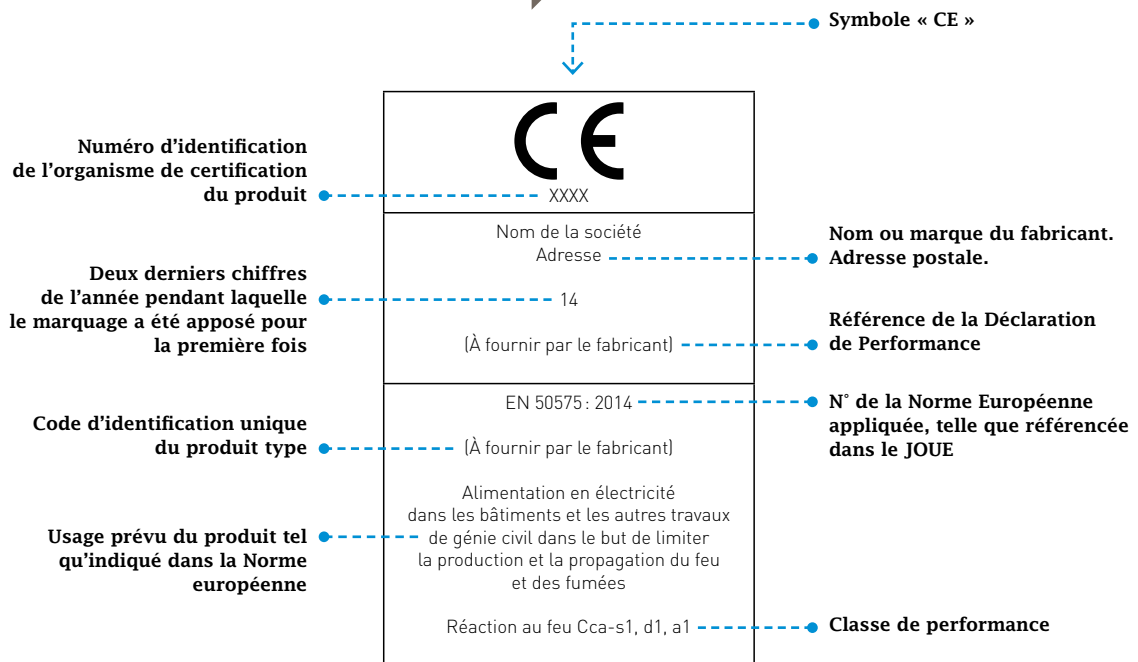 Symbole « CE »
CE
Numéro d’identification
de l’organisme de certification
du produit
XXXX
Nom de la société
Adresse
Nom ou marque du fabricant.
Adresse postale.
Deux derniers chiffres
de l’année pendant laquelle
le marquage a été apposé pour
la première fois
14
(À fournir par le fabricant)
Référence de la Déclaration
de Performance
EN 50575 : 2014
N° de la Norme Européenne
appliquée, telle que référencée
dans le JOUE
Code d’identification unique
du produit type
(À fournir par le fabricant)
Alimentation en électricité
dans les bâtiments et les autres travaux
de génie civil dans le but de limiter
la production et la propagation du feu
et des fumées
Usage prévu du produit tel
qu’indiqué dans la Norme
européenne
Réaction au feu Cca-s1, d1, a1
Classe de performance